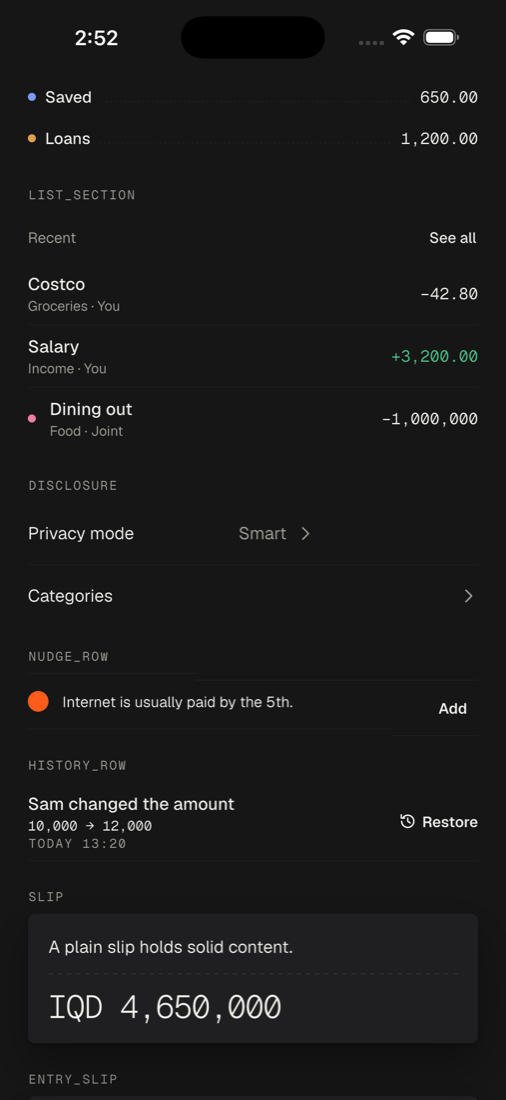 2:52
Saved 650.00
Loans 1,200.00
LIST_SECTION
Recent See all
Costco −42.80
Groceries · You
Salary +3,200.00
Income · You
Dining out −1,000,000
Food · Joint
DISCLOSURE
Privacy mode Smart
Categories
NUDGE_ROW
Internet is usually paid by the 5th. Add
HISTORY_ROW
Sam changed the amount
10,000 → 12,000 Restore
TODAY 13:20
SLIP
A plain slip holds solid content.
IQD 4,650,000
ENTRY_SLIP